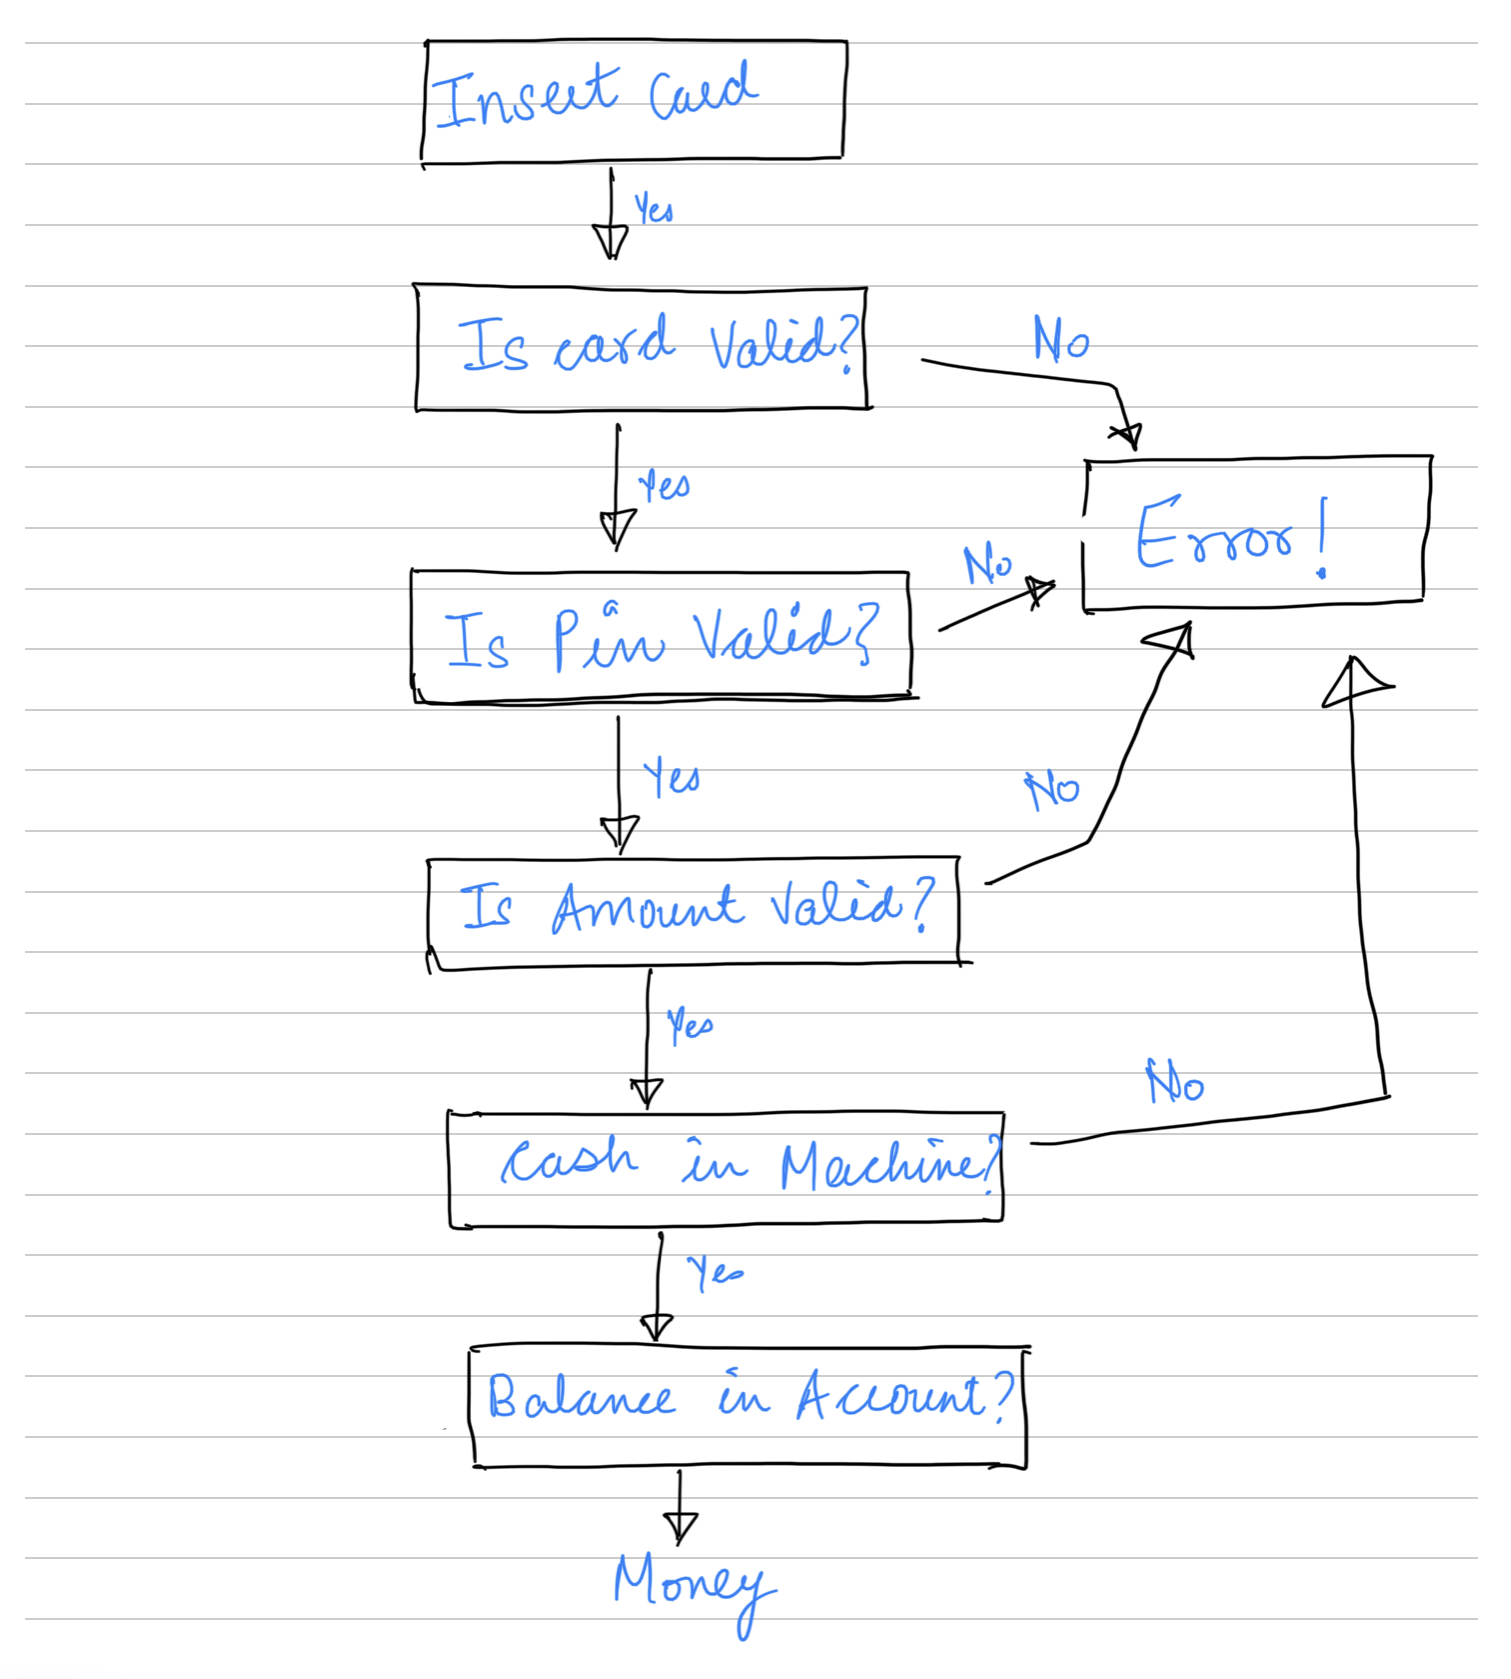 Insert Card
Yes
Is card Valid?
No
Yes
Error!
No
Is Pin Valid?
Yes
No
Is Amount Valid?
Yes
No
Cash in Machine?
Yes
Balance in Account?
Money